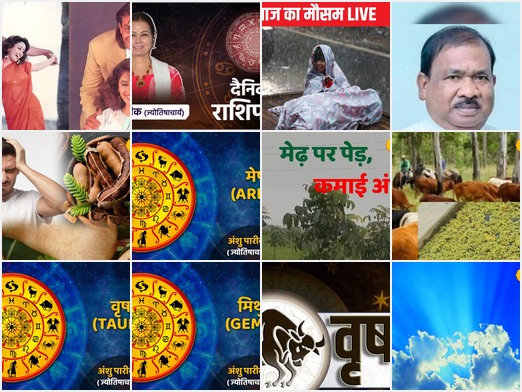 ाज का मौसम LIVE
दैनि
राशिफ
क (ज्योतिषाचार्य)
मे
(ARI
अंशु पारी
(ज्योतिषाच
मेढ़ पर पेड़,
कमाई अं
वृष
(TAU
अंशु पारी
(ज्योतिषाच
मिथ
(GEM
अंशु पारी
(ज्योतिषाच
वृष